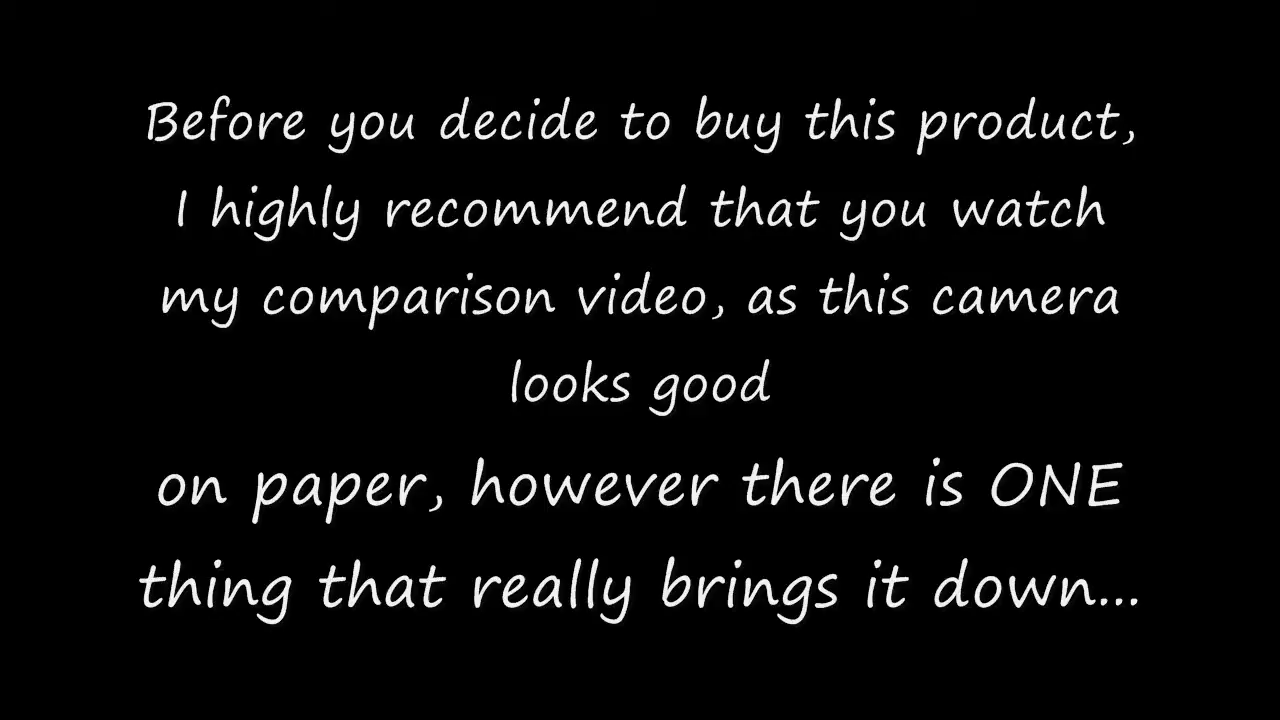 Before you decide to buy this product,
I highly recommend that you watch
my comparison video, as this camera
looks good
on paper, however there is ONE
thing that really brings it down...